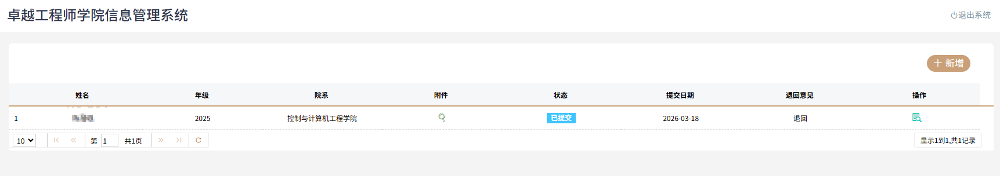 卓越工程师学院信息管理系统
退出系统
新增
姓名 年级 院系 附件 状态 提交日期 退回意见 操作
1 2025 控制与计算机工程学院 已提交 2026-03-18 退回
10 第 1 共1页 显示1到1,共1记录